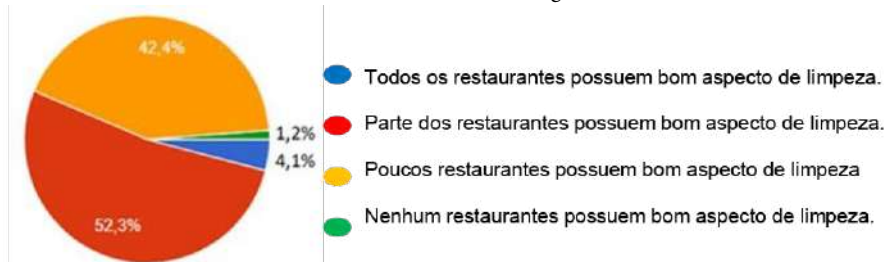 42,4%
1,2%
4,1%
52,3%
Todos os restaurantes possuem bom aspecto de limpeza.
Parte dos restaurantes possuem bom aspecto de limpeza.
Poucos restaurantes possuem bom aspecto de limpeza
Nenhum restaurantes possuem bom aspecto de limpeza.